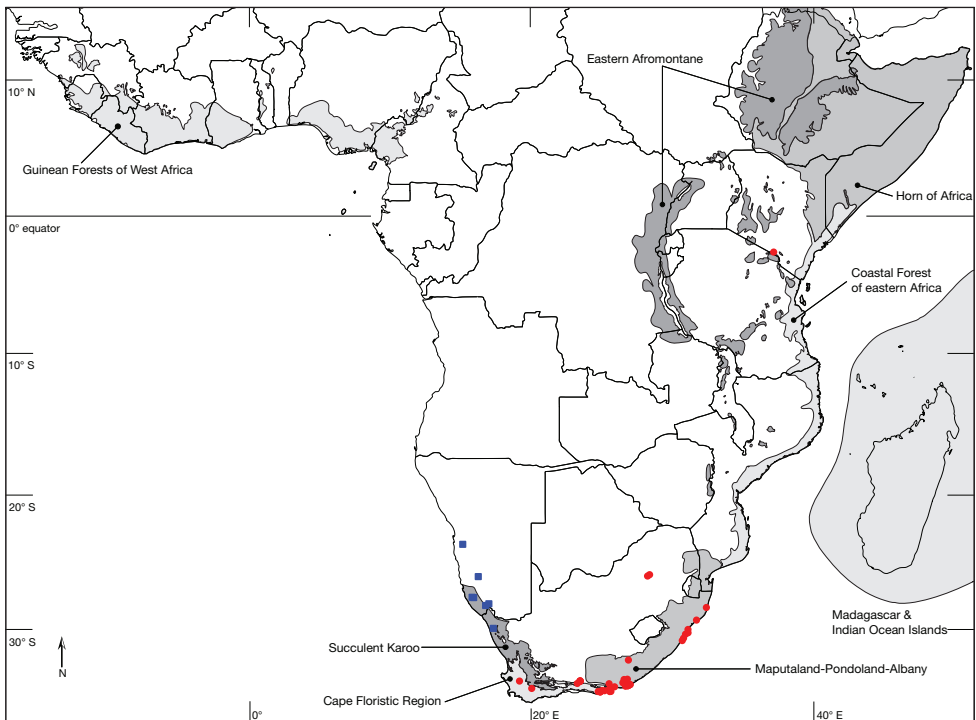 Eastern Afromontane
10° N
Guinean Forests of West Africa
Horn of Africa
0° equator
Coastal Forest
of eastern Africa
10° S
20° S
Madagascar &
Indian Ocean Islands
30° S
Succulent Karoo
N
Maputaland-Pondoland-Albany
Cape Floristic Region
0°
20° E
40° E